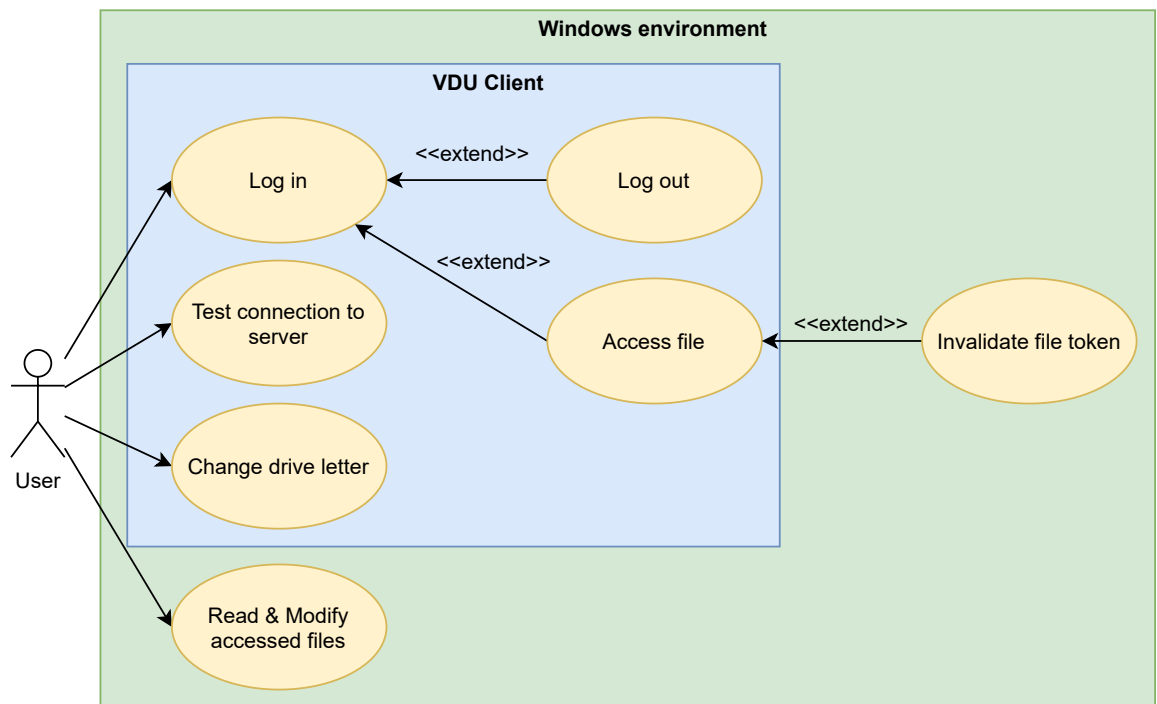 Windows environment
VDU Client
Log in
<<extend>>
Log out
<<extend>>
Test connection to
server
Access file
<<extend>>
Invalidate file token
Change drive letter
User
Read & Modify
accessed files